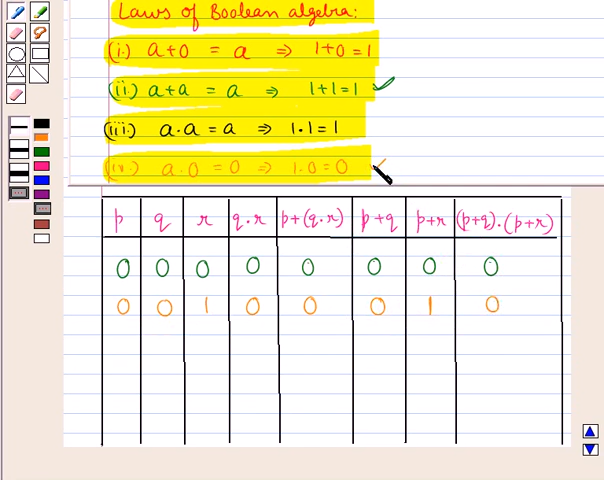 Laws of Boolean algebra:
(i.) a+0 = a ⇒ 1+0=1
(ii.) a+a = a ⇒ 1+1=1 ✓
(iii.) a·a=a ⇒ 1·1=1
(iv.) a·0=0 ⇒ 1·0=0 ✓
p q r q·r p+(q·r) p+q p+r (p+q)·(p+r)
0 0 0 0 0 0 0 0
0 0 1 0 0 0 1 0